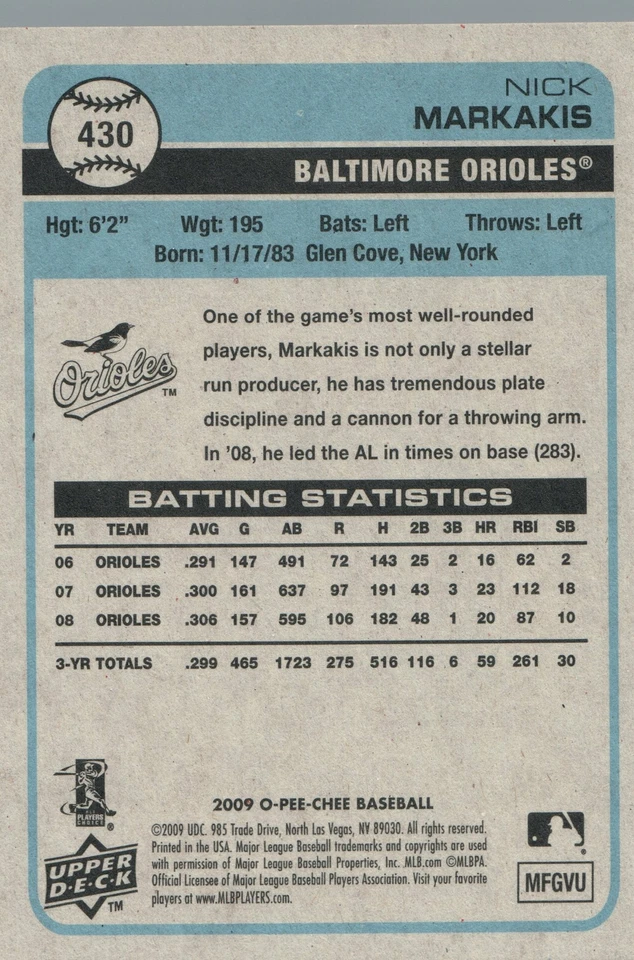 430
NICK
MARKAKIS
BALTIMORE ORIOLES®
Hgt: 6'2" Wgt: 195 Bats: Left Throws: Left
Born: 11/17/83 Glen Cove, New York
Orioles™
One of the game's most well-rounded
players, Markakis is not only a stellar
run producer, he has tremendous plate
discipline and a cannon for a throwing arm.
In '08, he led the AL in times on base (283).
BATTING STATISTICS
YR TEAM AVG G AB R H 2B 3B HR RBI SB
06 ORIOLES .291 147 491 72 143 25 2 16 62 2
07 ORIOLES .300 161 637 97 191 43 3 23 112 18
08 ORIOLES .306 157 595 106 182 48 1 20 87 10
3-YR TOTALS .299 465 1723 275 516 116 6 59 261 30
PLAYERS
CHOICE
®
2009 O-PEE-CHEE BASEBALL
©2009 UDC. 985 Trade Drive, North Las Vegas, NV 89030. All rights reserved.
Printed in the USA. Major League Baseball trademarks and copyrights are used
with permission of Major League Baseball Properties, Inc. MLB.com ©MLBPA.
Official Licensee of Major League Baseball Players Association. Visit your favorite
players at www.MLBPLAYERS.com.
UPPER
D·E·C·K
™
MFGVU